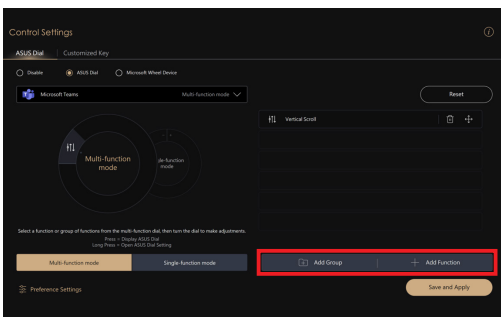 Control Settings
ASUS Dial
Customized Key
Disable
ASUS Dial
Microsoft Wheel Device
Microsoft Teams
Multi-function mode
Reset
Vertical Scroll
Multi-function
mode
mode
Select a function or group of functions from the multi-function dial, then turn the dial to make adjustments.
Press = Display ASUS Dial
Long Press = Open ASUS Dial Setting
Multi-function mode
Single-function mode
Add Group
Add Function
Preference Settings
Save and Apply